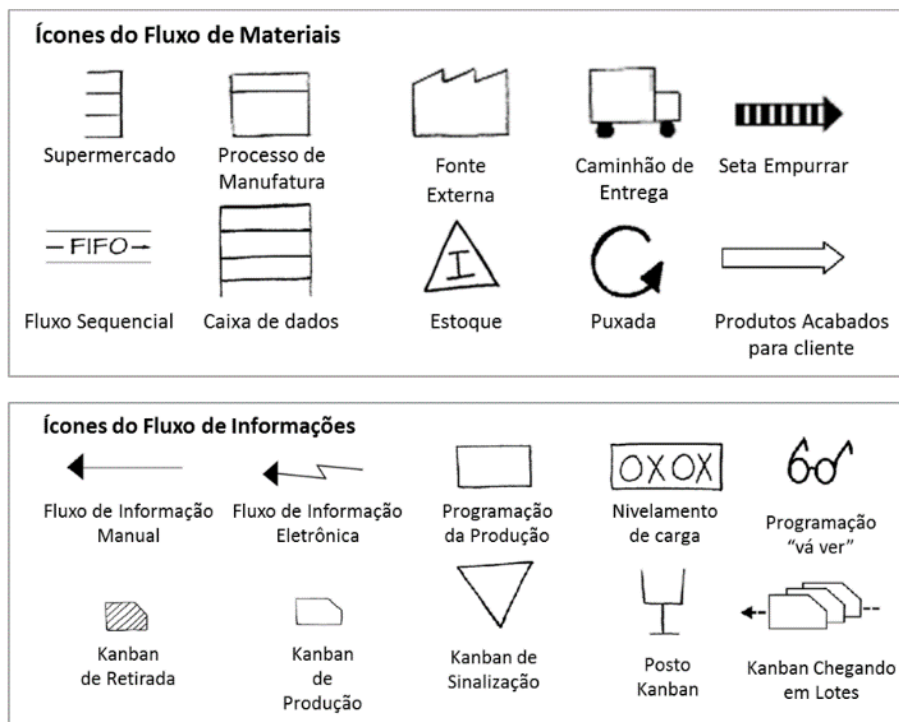 Ícones do Fluxo de Materiais
Supermercado
Processo de
Manufatura
Fonte
Externa
Caminhão de
Entrega
Seta Empurrar
FIFO
I
Fluxo Sequencial
Caixa de dados
Estoque
Puxada
Produtos Acabados
para cliente
Ícones do Fluxo de Informações
OXOX
Fluxo de Informação
Manual
Fluxo de Informação
Eletrônica
Programação
da Produção
Nivelamento
de carga
Programação
“vá ver”
Kanban
de Retirada
Kanban
de
Produção
Kanban de
Sinalização
Posto
Kanban
Kanban Chegando
em Lotes